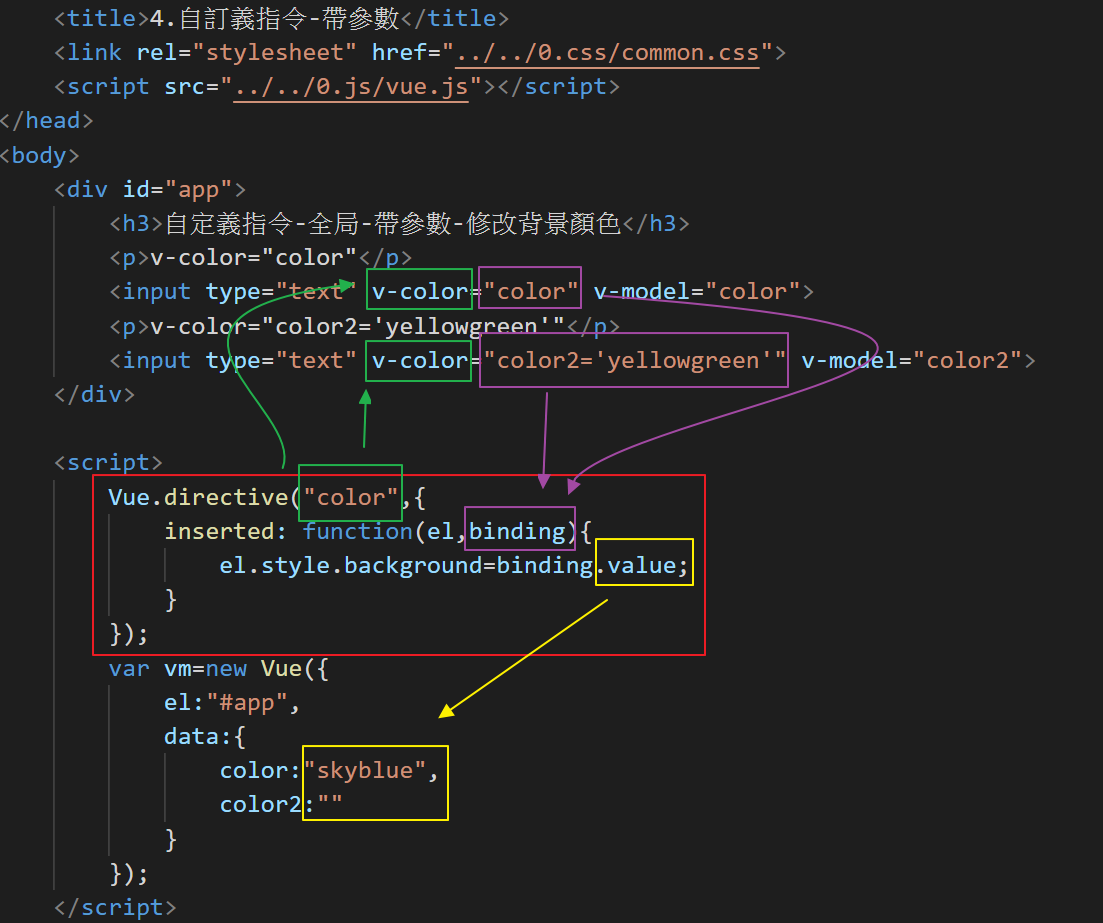 <title>4.自訂義指令-帶參數</title>
<link rel="stylesheet" href="../../0.css/common.css">
<script src="../../0.js/vue.js"></script>
</head>
<body>
<div id="app">
<h3>自定義指令-全局-帶參數-修改背景顏色</h3>
<p>v-color="color"</p>
<input type="text" v-color="color" v-model="color">
<p>v-color="color2='yellowgreen'"</p>
<input type="text" v-color="color2='yellowgreen'" v-model="color2">
</div>
<script>
Vue.directive("color",{
inserted: function(el,binding){
el.style.background=binding.value;
}
});
var vm=new Vue({
el:"#app",
data:{
color:"skyblue",
color2:""
}
});
</script>